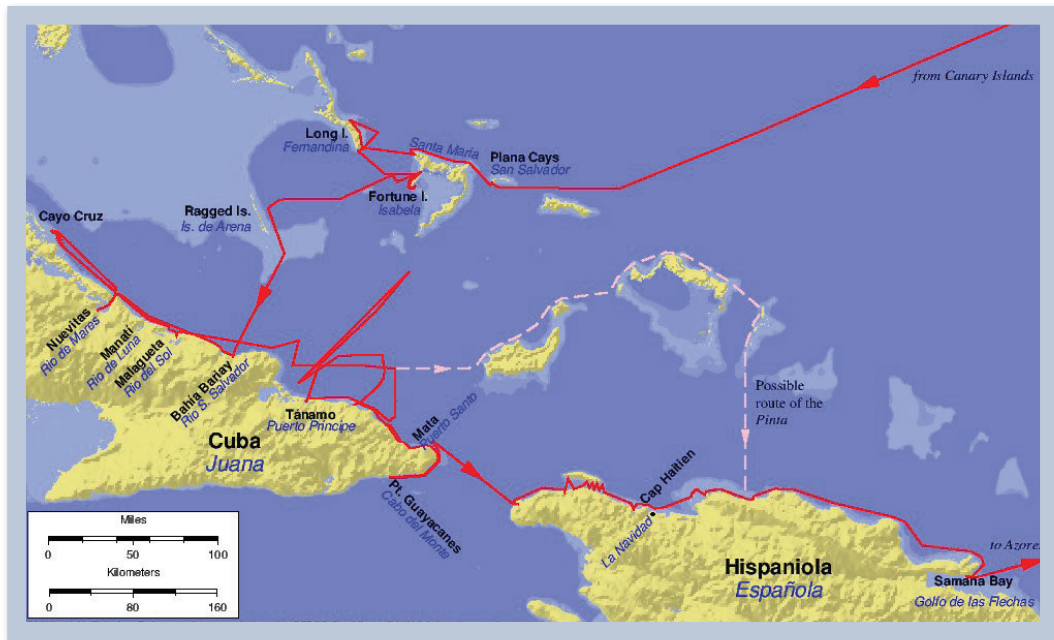 from Canary Islands
Long I.
Fernandina
Santa Maria
Plana Cays
San Salvador
Fortune I.
Isabela
Ragged Is.
Is. de Arena
Cayo Cruz
Nuevitas
Rio de Mares
Manati
Rio de Luna
Malagueta
Rio del Sol
Bahía Bariay
Rio S. Salvador
Tánamo
Puerto Principe
Cuba
Juana
Mata
Puerto Santo
Pt. Guayacanes
Cabo del Monte
Possible
route of the
Pinta
Cap Haitien
La Navidad
Hispaniola
Española
to Azores
Samana Bay
Golfo de las Flechas
Miles
0 50 100
Kilometers
0 80 160